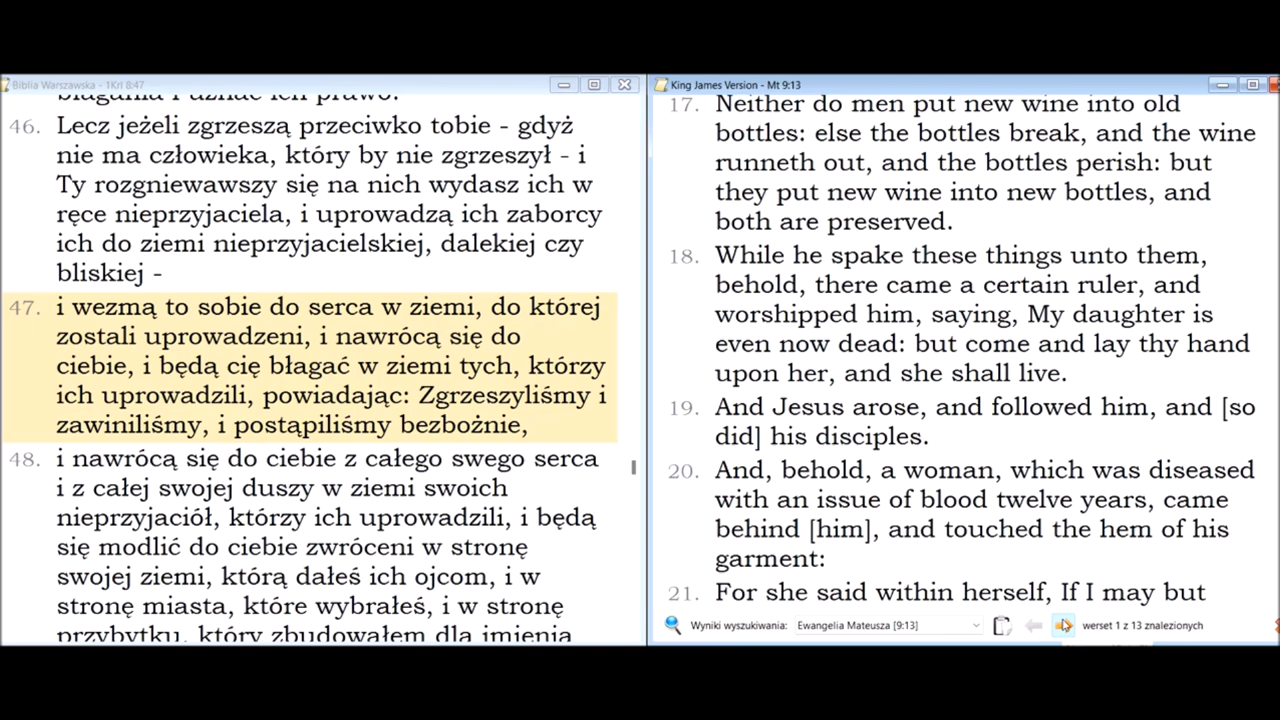 Biblia Warszawska - 1Krl 8:47
błagania i uznać ich prawo.
46. Lecz jeżeli zgrzeszą przeciwko tobie - gdyż
nie ma człowieka, który by nie zgrzeszył - i
Ty rozgniewawszy się na nich wydasz ich w
ręce nieprzyjaciela, i uprowadzą ich zaborcy
ich do ziemi nieprzyjacielskiej, dalekiej czy
bliskiej -
47. i wezmą to sobie do serca w ziemi, do której
zostali uprowadzeni, i nawrócą się do
ciebie, i będą cię błagać w ziemi tych, którzy
ich uprowadzili, powiadając: Zgrzeszyliśmy i
zawiniliśmy, i postąpiliśmy bezbożnie,
48. i nawrócą się do ciebie z całego swego serca
i z całej swojej duszy w ziemi swoich
nieprzyjaciół, którzy ich uprowadzili, i będą
się modlić do ciebie zwróceni w stronę
swojej ziemi, którą dałeś ich ojcom, i w
stronę miasta, które wybrałeś, i w stronę
przybytku, który zbudowałem dla imienia
King James Version - Mt 9:13
17. Neither do men put new wine into old
bottles: else the bottles break, and the wine
runneth out, and the bottles perish: but
they put new wine into new bottles, and
both are preserved.
18. While he spake these things unto them,
behold, there came a certain ruler, and
worshipped him, saying, My daughter is
even now dead: but come and lay thy hand
upon her, and she shall live.
19. And Jesus arose, and followed him, and [so
did] his disciples.
20. And, behold, a woman, which was diseased
with an issue of blood twelve years, came
behind [him], and touched the hem of his
garment:
21. For she said within herself, If I may but
Wyniki wyszukiwania: Ewangelia Mateusza [9:13] werset 1 z 13 znalezionych